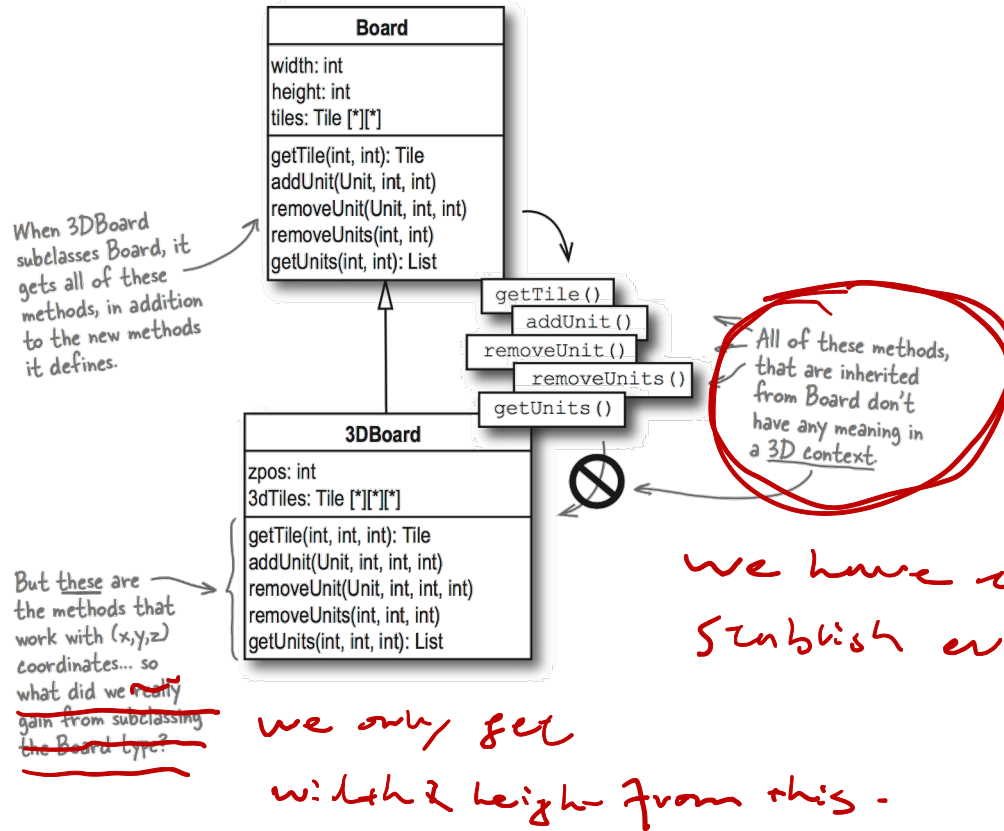 Board
width: int
height: int
tiles: Tile [*][*]
getTile(int, int): Tile
addUnit(Unit, int, int)
removeUnit(Unit, int, int)
removeUnits(int, int)
getUnits(int, int): List
When 3DBoard
subclasses Board, it
gets all of these
methods, in addition
to the new methods
it defines.
getTile()
addUnit()
removeUnit()
removeUnits()
getUnits()
All of these methods,
that are inherited
from Board don't
have any meaning in
a 3D context.
3DBoard
zpos: int
3dTiles: Tile [*][*][*]
getTile(int, int, int): Tile
addUnit(Unit, int, int, int)
removeUnit(Unit, int, int, int)
removeUnits(int, int, int)
getUnits(int, int, int): List
But these are
the methods that
work with (x,y,z)
coordinates... so
what did we really
gain from subclassing
the Board type?
we have
we only get
width & height from this.